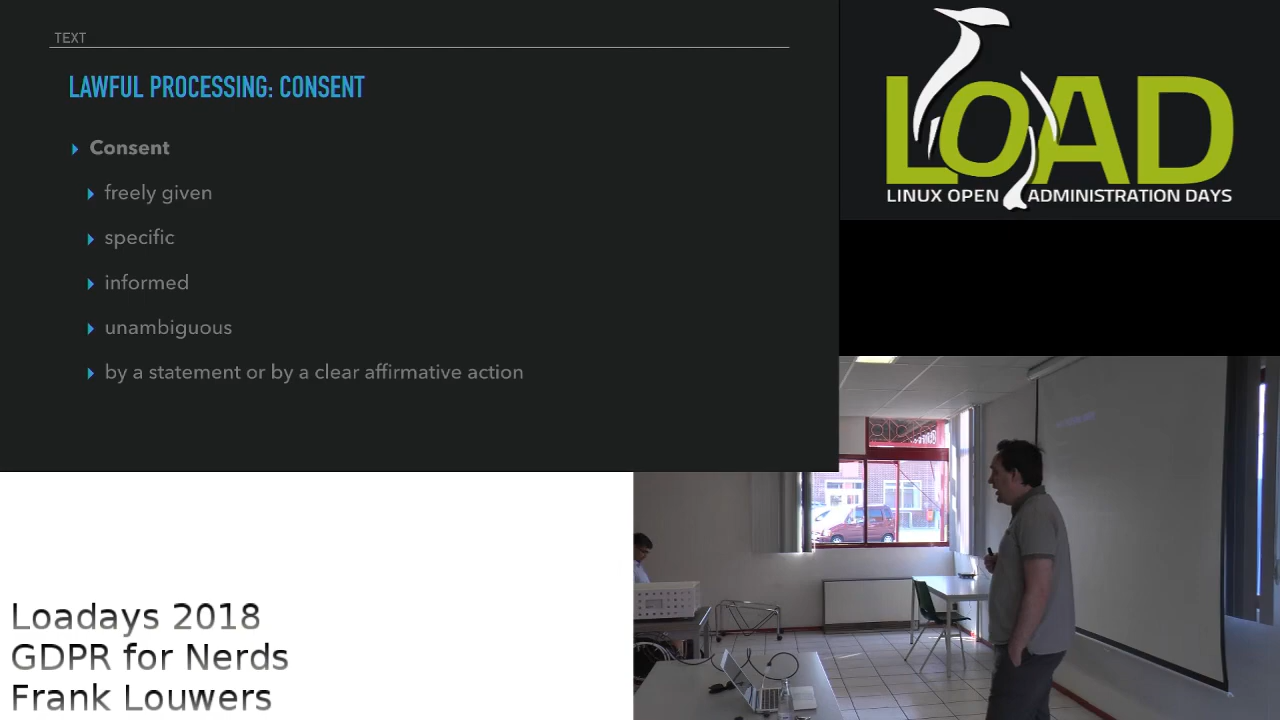 TEXT
LAWFUL PROCESSING: CONSENT
Consent
freely given
specific
informed
unambiguous
by a statement or by a clear affirmative action
LOAD
LINUX OPEN ADMINISTRATION DAYS
Loadays 2018
GDPR for Nerds
Frank Louwers